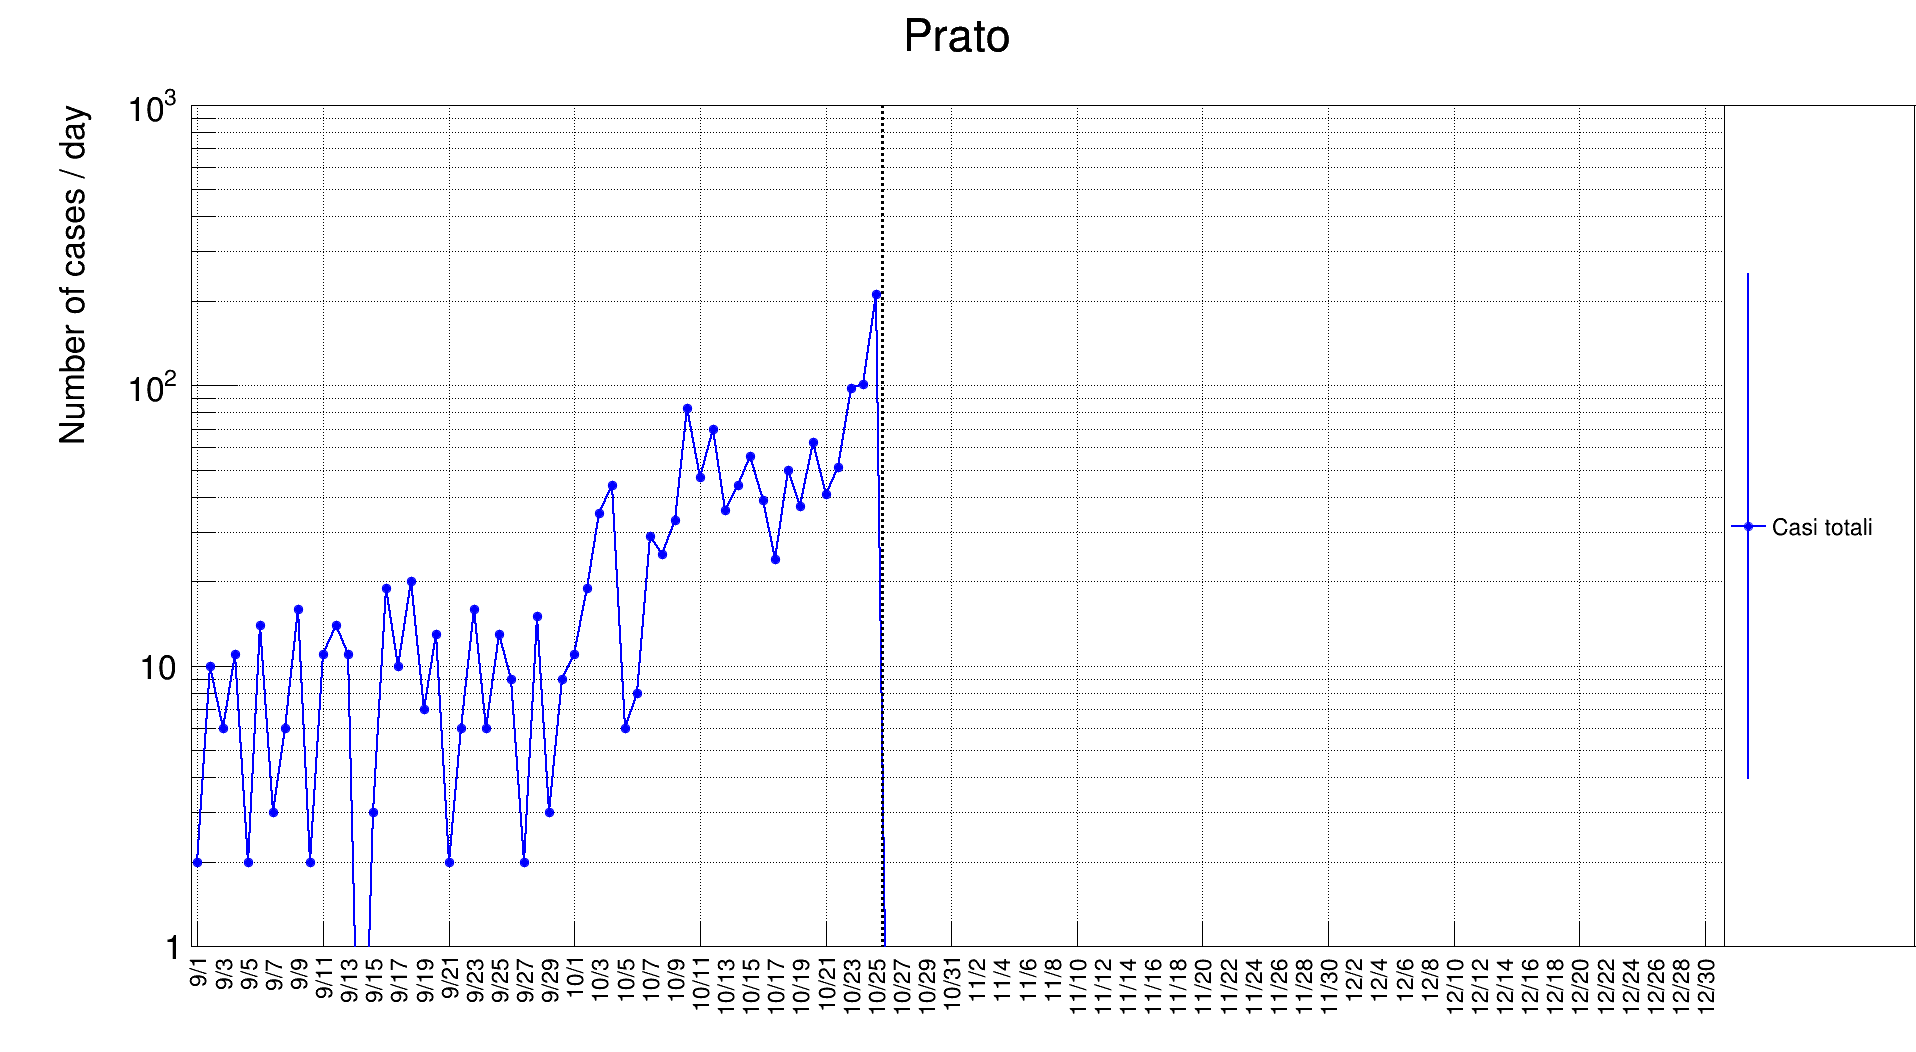 Prato
Number of cases / day
10³
10²
10
1
9/1 9/3 9/5 9/7 9/9 9/11 9/13 9/15 9/17 9/19 9/21 9/23 9/25 9/27 9/29 10/1 10/3 10/5 10/7 10/9 10/11 10/13 10/15 10/17 10/19 10/21 10/23 10/25 10/27 10/29 10/31 11/2 11/4 11/6 11/8 11/10 11/12 11/14 11/16 11/18 11/20 11/22 11/24 11/26 11/28 11/30 12/2 12/4 12/6 12/8 12/10 12/12 12/14 12/16 12/18 12/20 12/22 12/24 12/26 12/28 12/30
Casi totali